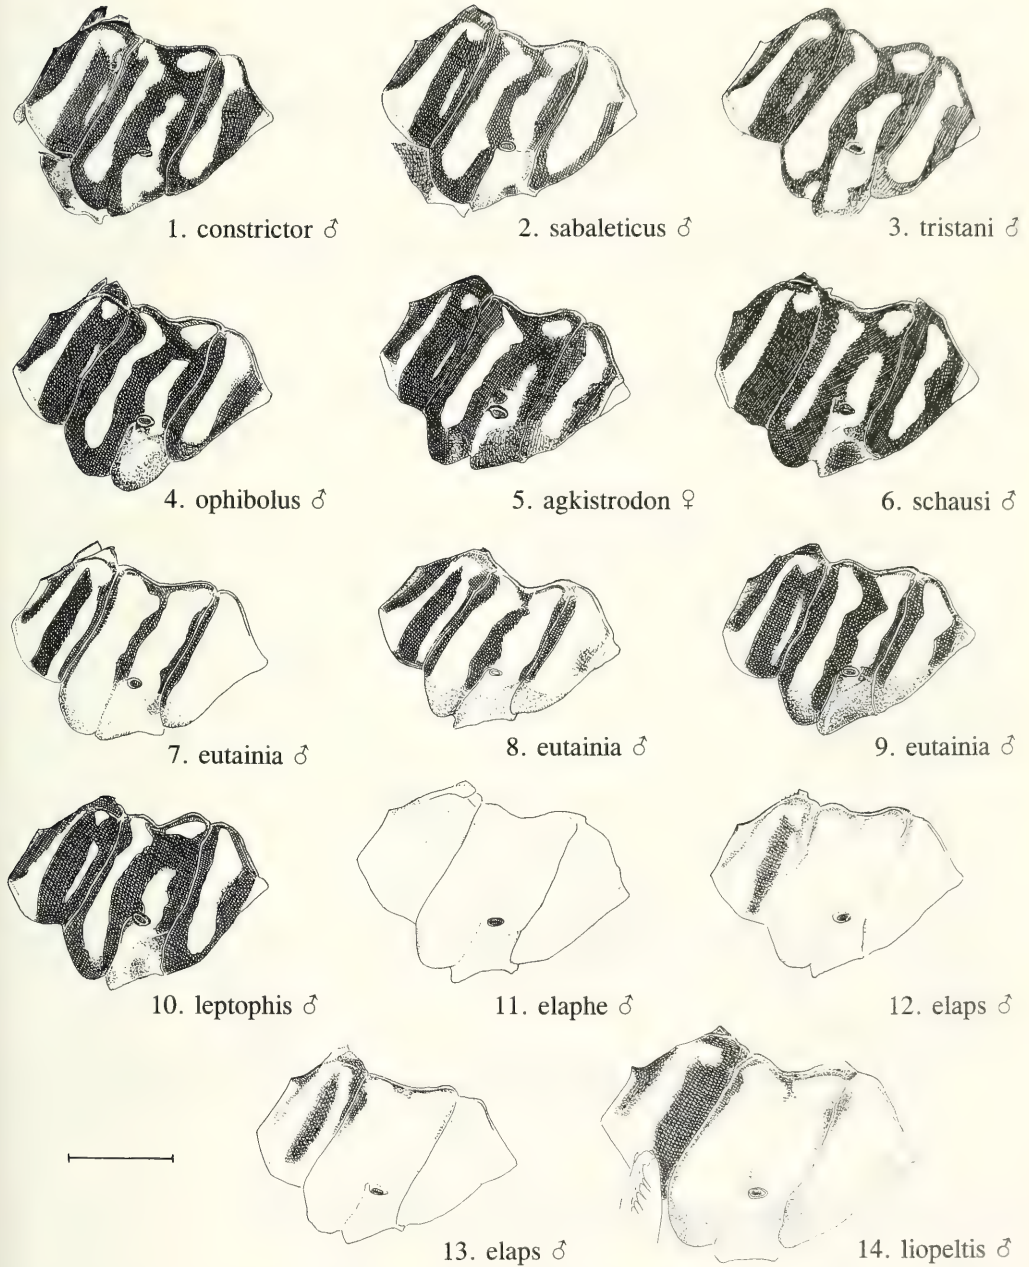 1. constrictor ♂
2. sabaleticus ♂
3. tristani ♂
4. ophibolus ♂
5. agkistrodon ♀
6. schausi ♂
7. eutainia ♂
8. eutainia ♂
9. eutainia ♂
10. leptophis ♂
11. elaphe ♂
12. elaps ♂
13. elaps ♂
14. liopeltis ♂